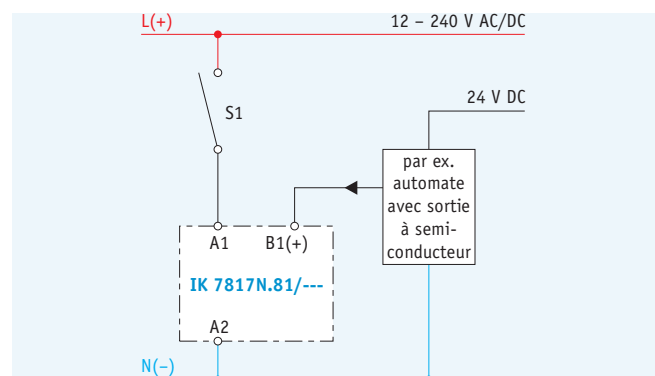 L(+)
12 – 240 V AC/DC
S1
24 V DC
par ex.
automate
avec sortie
à semi-
conducteur
A1
B1(+)
IK 7817N.81/---
A2
N(–)